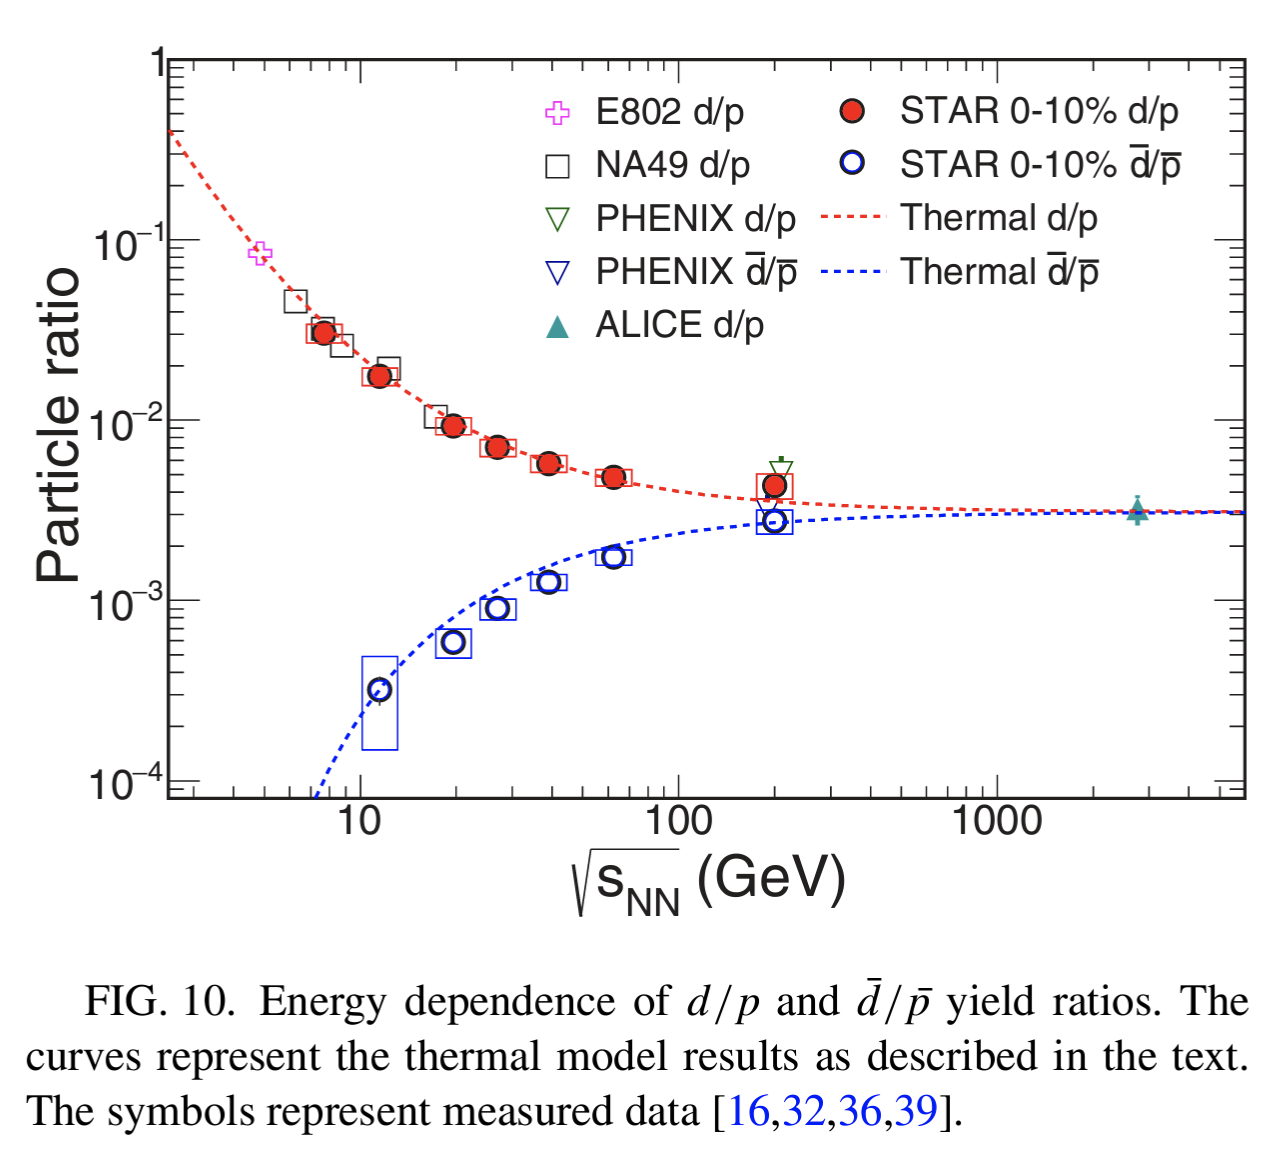 1
10⁻¹
10⁻²
10⁻³
10⁻⁴
Particle ratio
E802 d/p
NA49 d/p
PHENIX d/p
PHENIX d̅/p̅
ALICE d/p
STAR 0-10% d/p
STAR 0-10% d̅/p̅
Thermal d/p
Thermal d̅/p̅
10 100 1000
√s_NN (GeV)
FIG. 10. Energy dependence of d/p and d̅/p̅ yield ratios. The
curves represent the thermal model results as described in the text.
The symbols represent measured data [16,32,36,39].